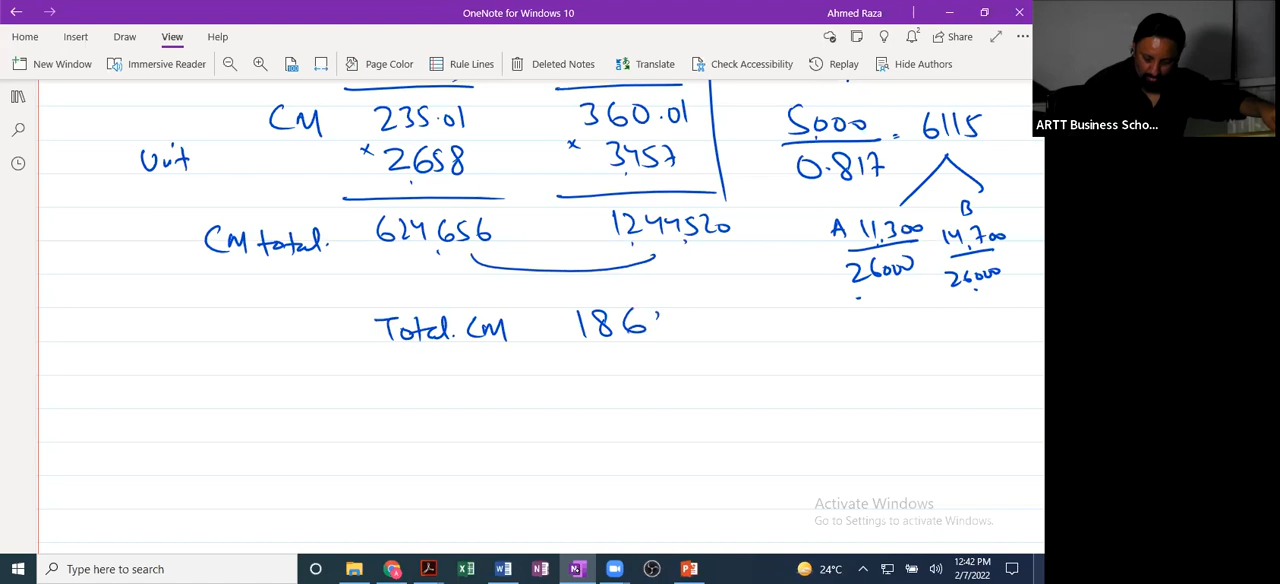 OneNote for Windows 10
Ahmed Raza
Home Insert Draw View Help
Share
New Window Immersive Reader Page Color Rule Lines Deleted Notes Translate Check Accessibility Replay Hide Authors
ARTT Business Scho...
CM 235.01 360.01
Unit × 2658 × 3457
CM total. 624656 1244520
Total. CM 186
5000 = 6115
0.817
A B
11,300 14,700
26000 26000
Activate Windows
Go to Settings to activate Windows.
Type here to search
24°C
12:42 PM
2/7/2022